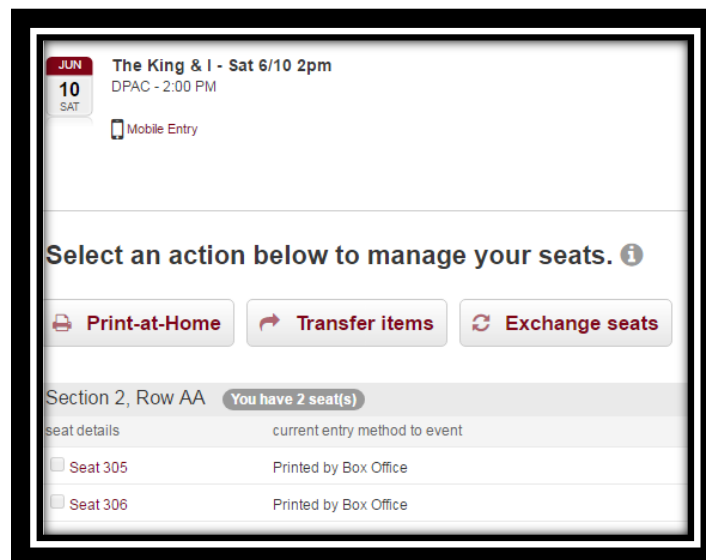 JUN
10
SAT
The King & I - Sat 6/10 2pm
DPAC - 2:00 PM
Mobile Entry
Select an action below to manage your seats.
Print-at-Home Transfer items Exchange seats
Section 2, Row AA You have 2 seat(s)
seat details current entry method to event
Seat 305 Printed by Box Office
Seat 306 Printed by Box Office